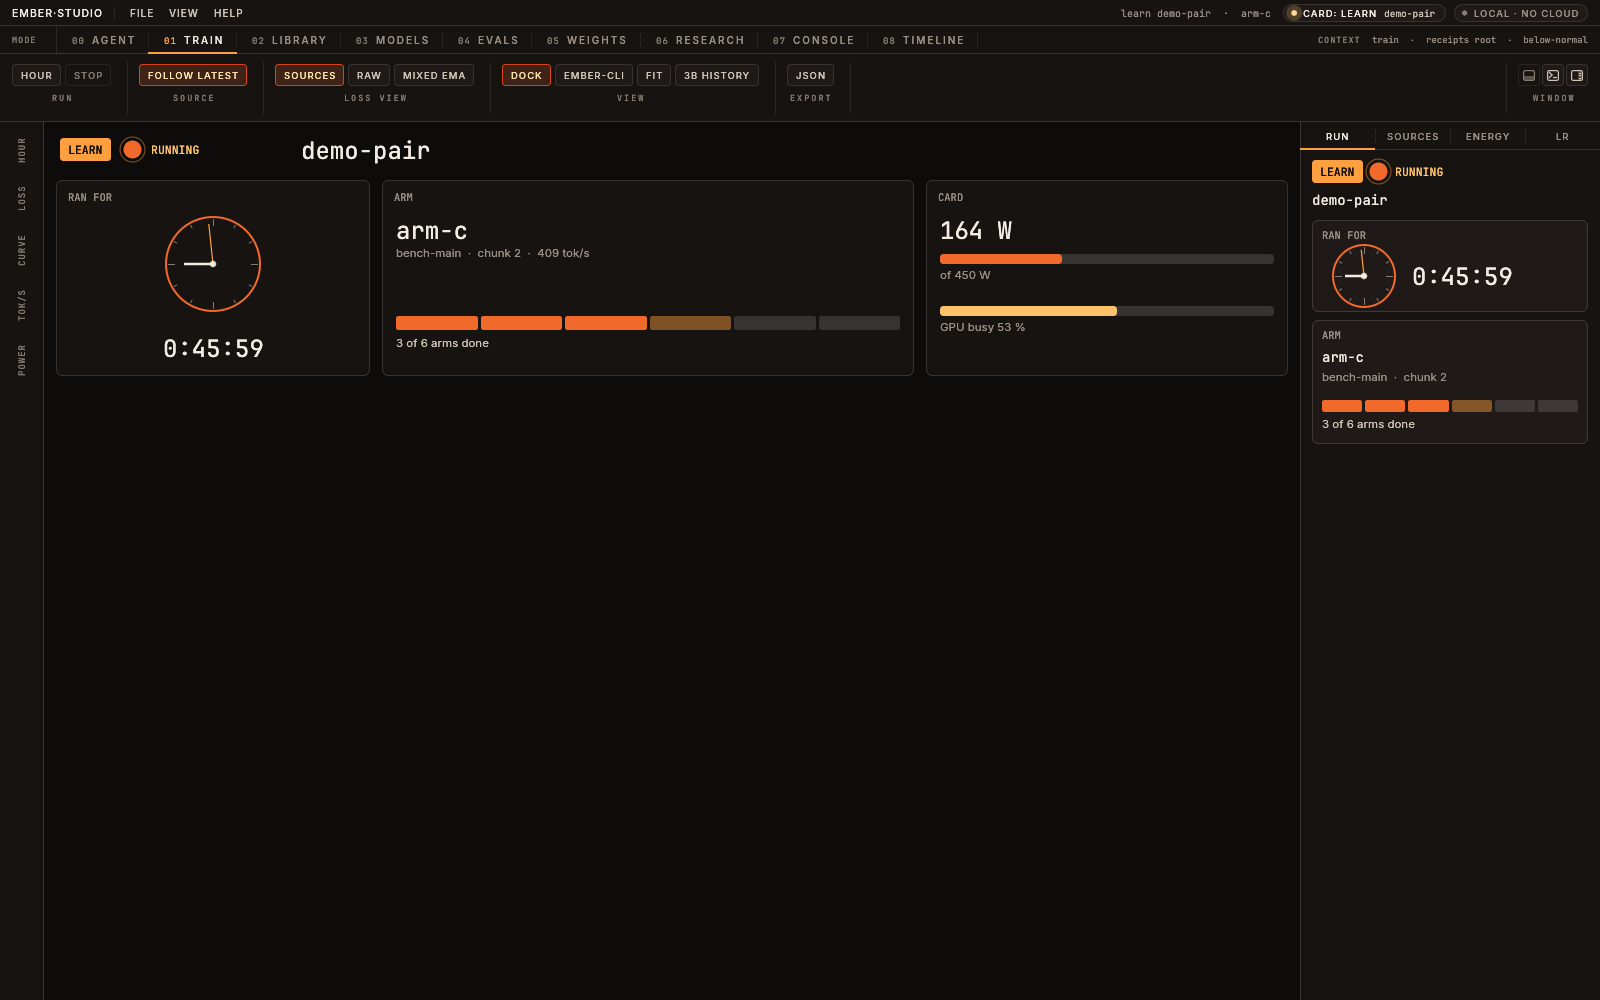 EMBER·STUDIO FILE VIEW HELP learn demo-pair · arm-c CARD: LEARN demo-pair LOCAL · NO CLOUD
MODE 00 AGENT 01 TRAIN 02 LIBRARY 03 MODELS 04 EVALS 05 WEIGHTS 06 RESEARCH 07 CONSOLE 08 TIMELINE CONTEXT train · receipts root · below-normal
HOUR STOP FOLLOW LATEST SOURCES RAW MIXED EMA DOCK EMBER-CLI FIT 3B HISTORY JSON
RUN SOURCE LOSS VIEW VIEW EXPORT WINDOW
HOUR
LOSS
CURVE
TOK/S
POWER
LEARN RUNNING demo-pair
RAN FOR
0:45:59
ARM
arm-c
bench-main · chunk 2 · 409 tok/s
3 of 6 arms done
CARD
164 W
of 450 W
GPU busy 53 %
RUN SOURCES ENERGY LR
LEARN RUNNING
demo-pair
RAN FOR
0:45:59
ARM
arm-c
bench-main · chunk 2
3 of 6 arms done